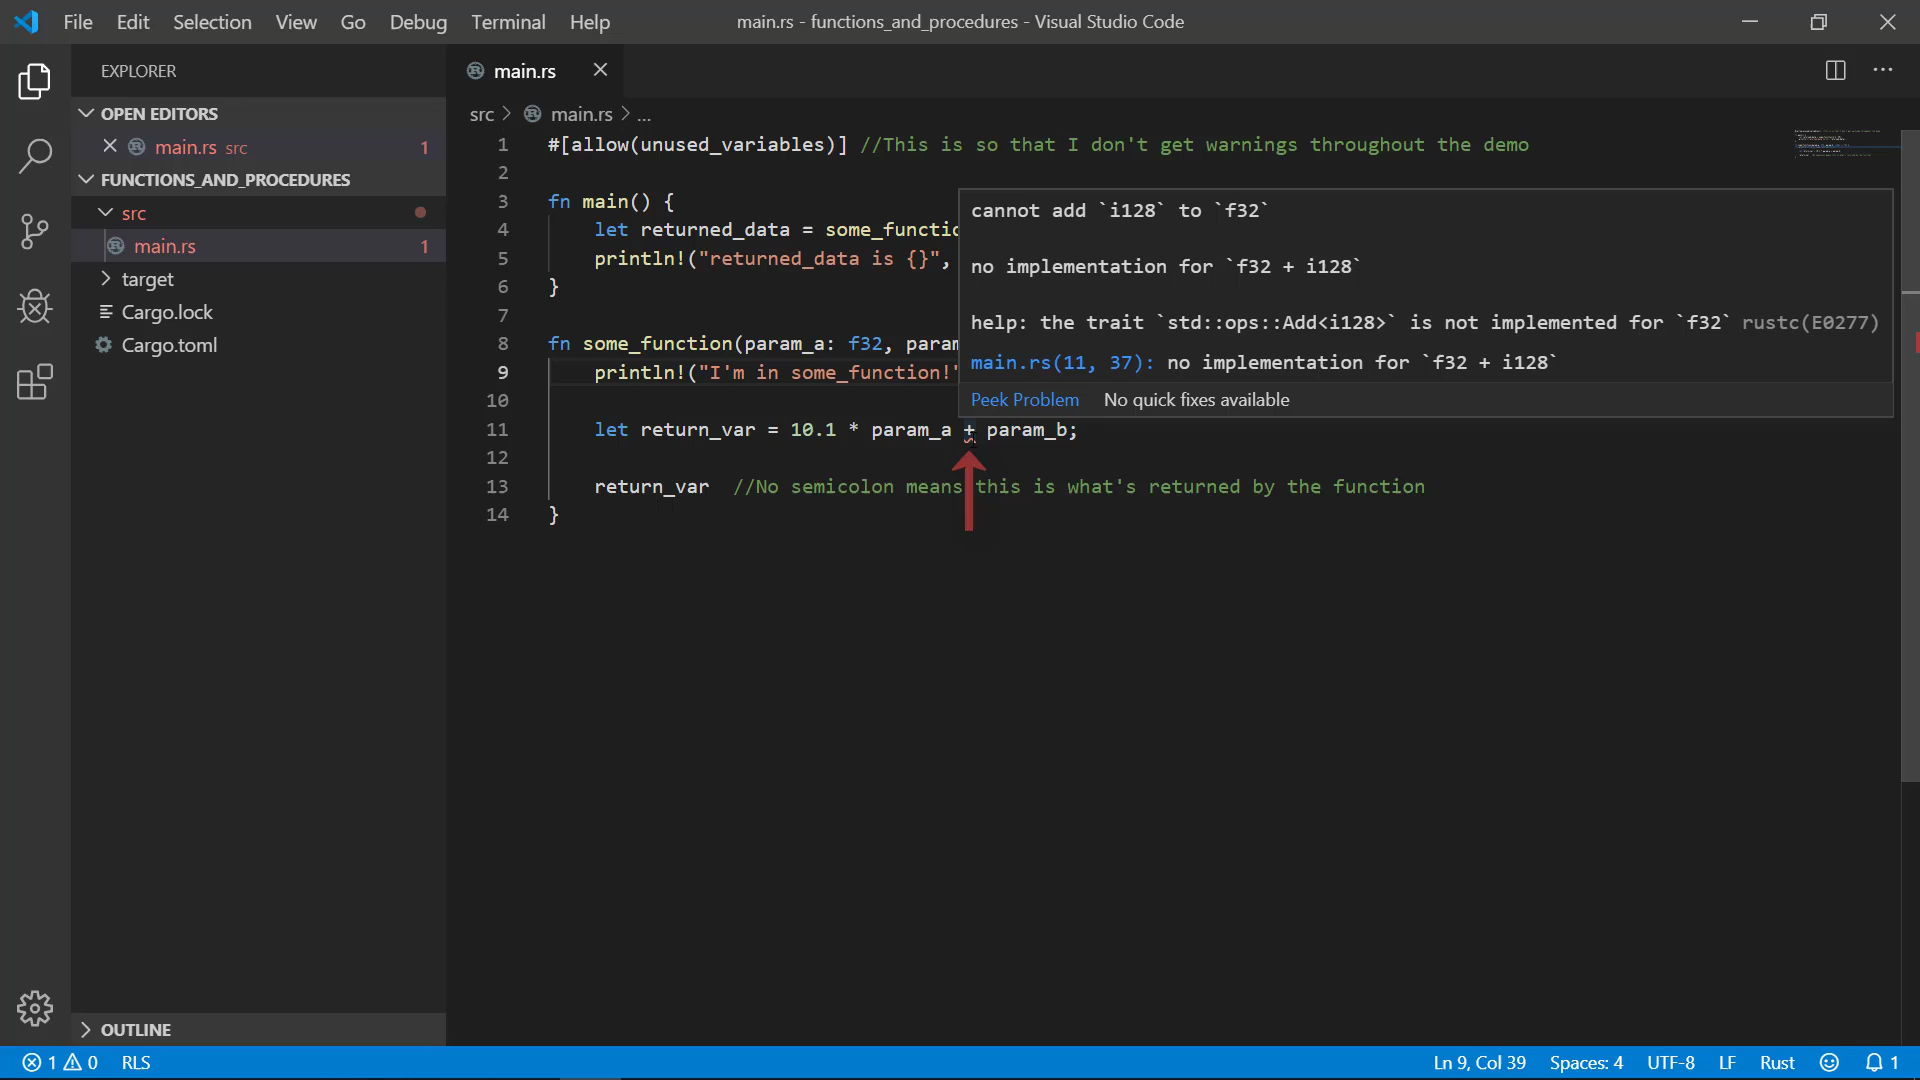 File Edit Selection View Go Debug Terminal Help
main.rs - functions_and_procedures - Visual Studio Code
EXPLORER
OPEN EDITORS
main.rs src 1
FUNCTIONS_AND_PROCEDURES
src
main.rs 1
target
Cargo.lock
Cargo.toml
OUTLINE
main.rs
src > main.rs > ...
1 #[allow(unused_variables)] //This is so that I don't get warnings throughout the demo
2
3 fn main() {
4 let returned_data = some_functio
5 println!("returned_data is {}",
6 }
7
8 fn some_function(param_a: f32, param
9 println!("I'm in some_function!"
10
11 let return_var = 10.1 * param_a + param_b;
12
13 return_var //No semicolon means this is what's returned by the function
14 }
cannot add `i128` to `f32`
no implementation for `f32 + i128`
help: the trait `std::ops::Add<i128>` is not implemented for `f32` rustc(E0277)
main.rs(11, 37): no implementation for `f32 + i128`
Peek Problem No quick fixes available
1 0 RLS
Ln 9, Col 39 Spaces: 4 UTF-8 LF Rust 1